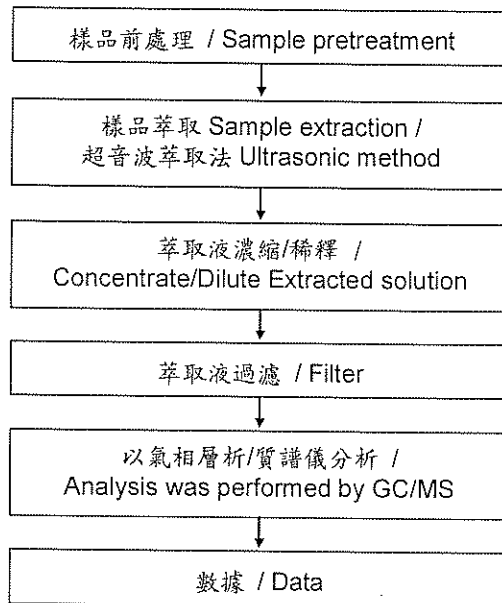 樣品前處理 / Sample pretreatment
樣品萃取 Sample extraction /
超音波萃取法 Ultrasonic method
萃取液濃縮/稀釋 /
Concentrate/Dilute Extracted solution
萃取液過濾 / Filter
以氣相層析/質譜儀分析 /
Analysis was performed by GC/MS
數據 / Data